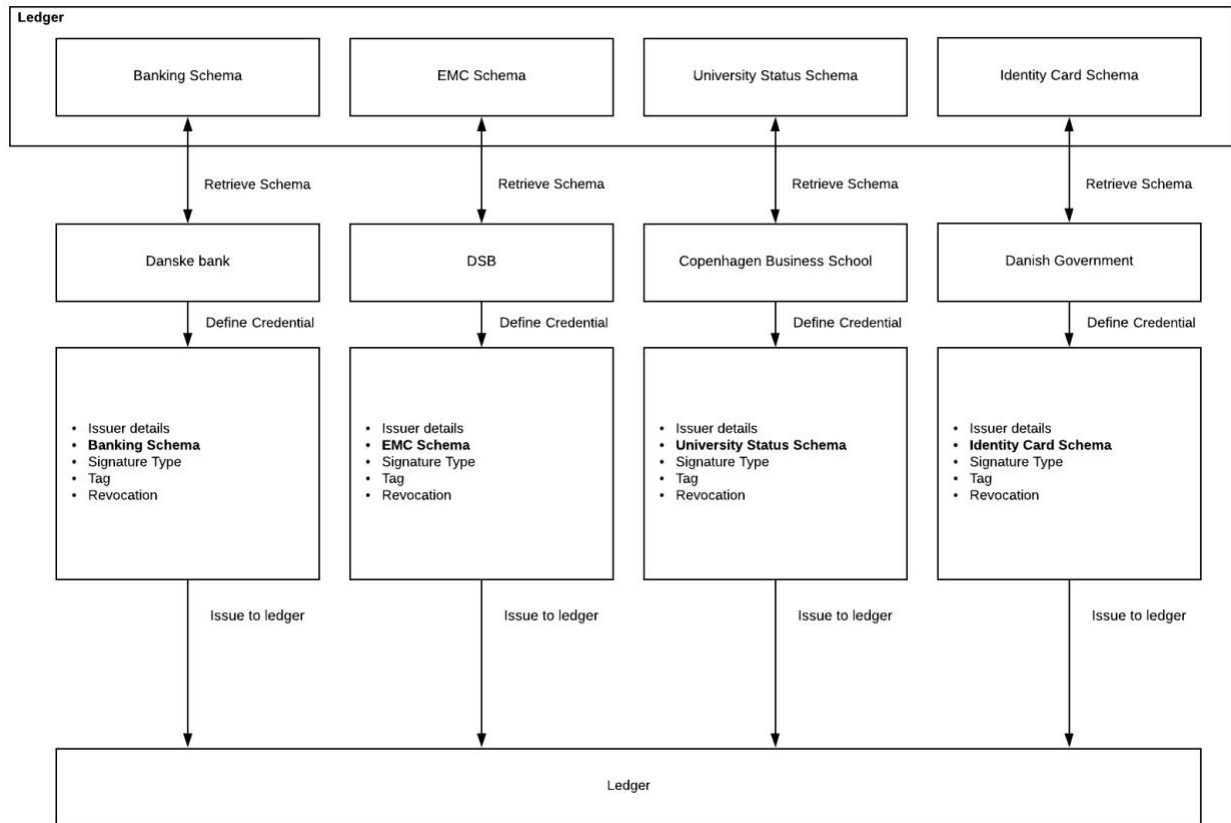 Ledger
Banking Schema
EMC Schema
University Status Schema
Identity Card Schema
Retrieve Schema
Retrieve Schema
Retrieve Schema
Retrieve Schema
Danske bank
DSB
Copenhagen Business School
Danish Government
Define Credential
Define Credential
Define Credential
Define Credential
• Issuer details
• Banking Schema
• Signature Type
• Tag
• Revocation
• Issuer details
• EMC Schema
• Signature Type
• Tag
• Revocation
• Issuer details
• University Status Schema
• Signature Type
• Tag
• Revocation
• Issuer details
• Identity Card Schema
• Signature Type
• Tag
• Revocation
Issue to ledger
Issue to ledger
Issue to ledger
Issue to ledger
Ledger